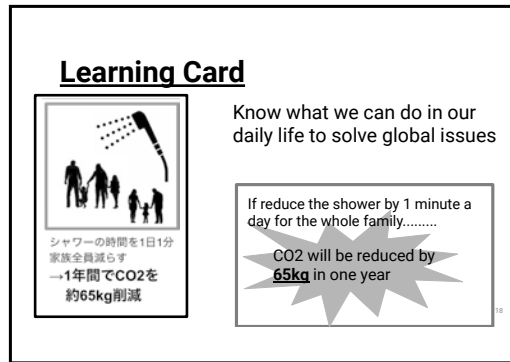 Learning Card
シャワーの時間を1日1分
家族全員減らす
→1年間でCO2を
約65kg削減
Know what we can do in our
daily life to solve global issues
If reduce the shower by 1 minute a
day for the whole family.........
CO2 will be reduced by
65kg in one year
18